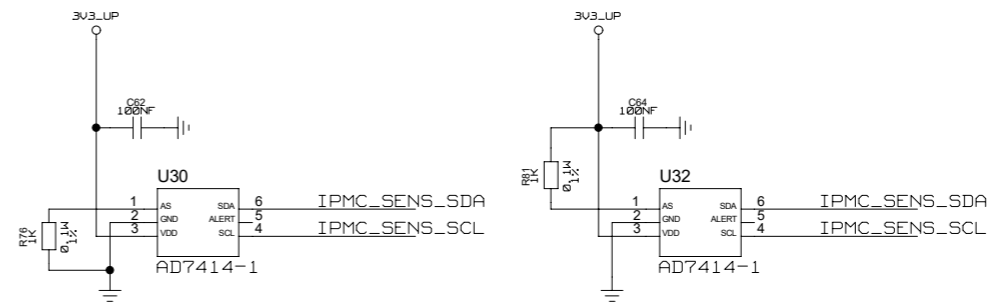 3V3_UP
C62
100NF
U30
1 AS SDA 6 IPMC_SENS_SDA
2 GND ALERT 5
3 VDD SCL 4 IPMC_SENS_SCL
R76
1K
0.1W
1%
AD7414-1
3V3_UP
C64
100NF
R81
1K
0.1W
1%
U32
1 AS SDA 6 IPMC_SENS_SDA
2 GND ALERT 5
3 VDD SCL 4 IPMC_SENS_SCL
AD7414-1